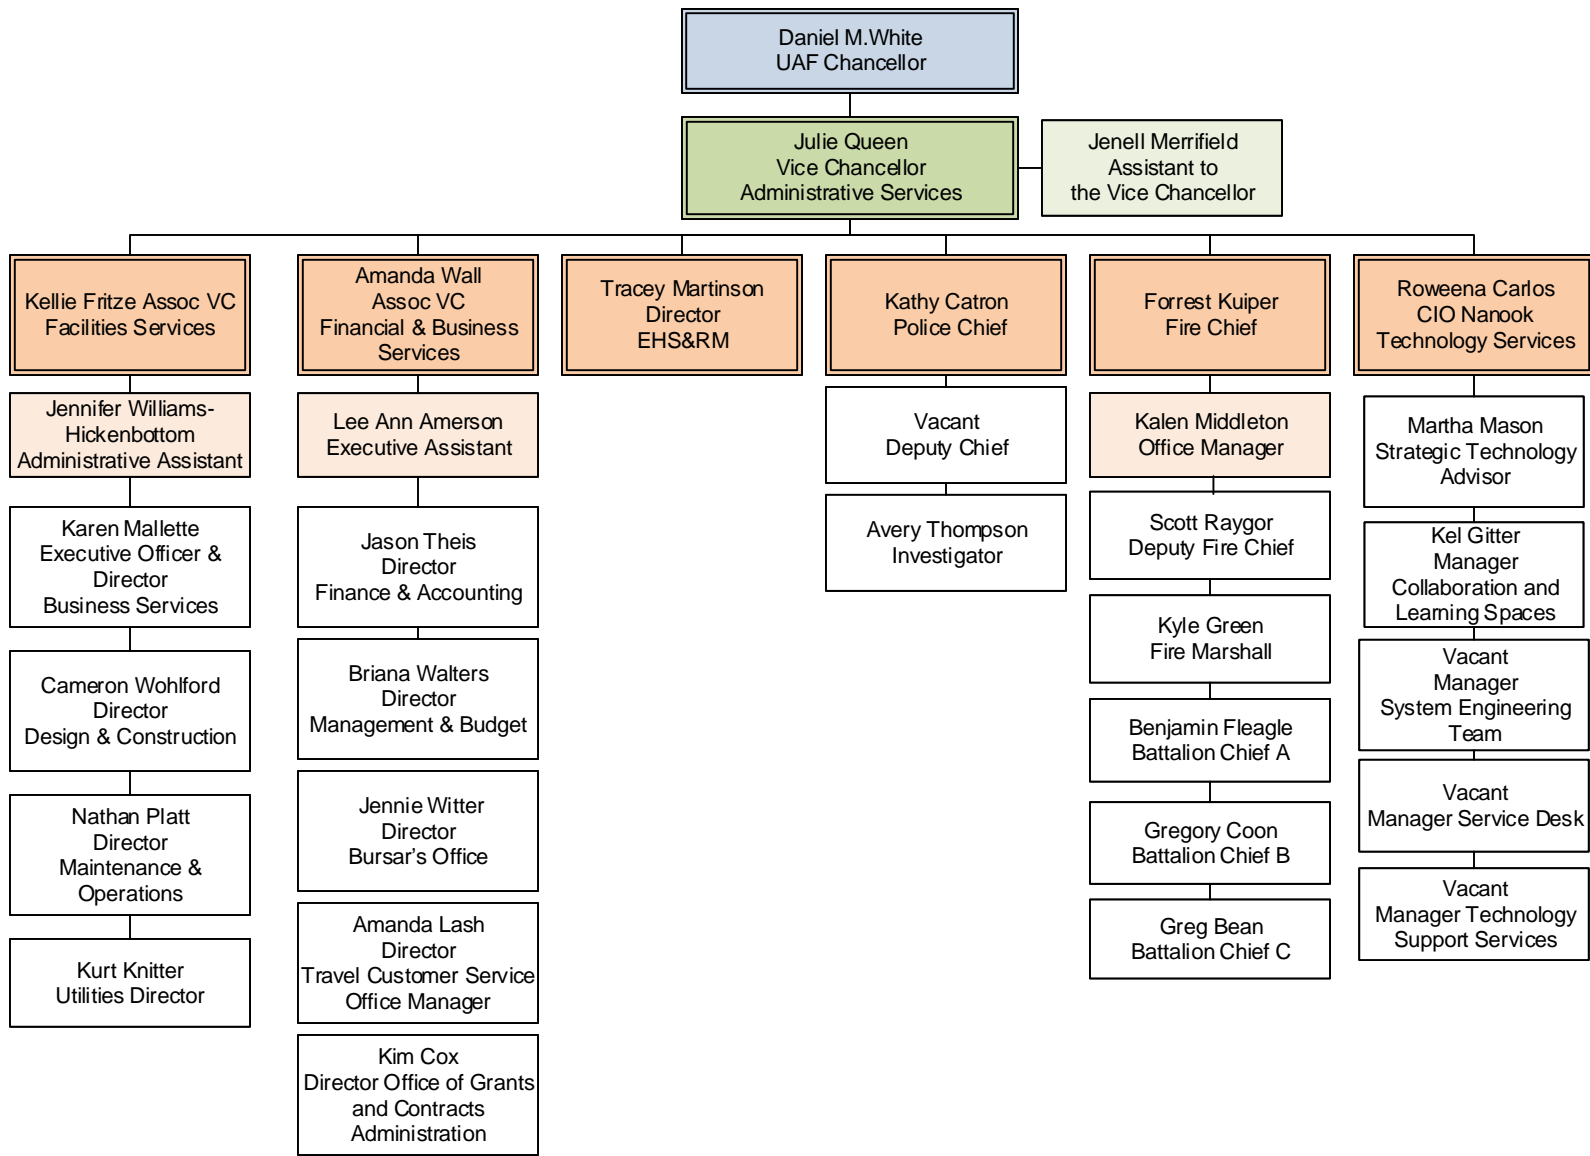 Daniel M.White
UAF Chancellor
Julie Queen
Vice Chancellor
Administrative Services
Jenell Merrifield
Assistant to
the Vice Chancellor
Kellie Fritze Assoc VC
Facilities Services
Jennifer Williams-
Hickenbottom
Administrative Assistant
Karen Mallette
Executive Officer &
Director
Business Services
Cameron Wohlford
Director
Design & Construction
Nathan Platt
Director
Maintenance &
Operations
Kurt Knitter
Utilities Director
Amanda Wall
Assoc VC
Financial & Business
Services
Lee Ann Amerson
Executive Assistant
Jason Theis
Director
Finance & Accounting
Briana Walters
Director
Management & Budget
Jennie Witter
Director
Bursar's Office
Amanda Lash
Director
Travel Customer Service
Office Manager
Kim Cox
Director Office of Grants
and Contracts
Administration
Tracey Martinson
Director
EHS&RM
Kathy Catron
Police Chief
Vacant
Deputy Chief
Avery Thompson
Investigator
Forrest Kuiper
Fire Chief
Kalen Middleton
Office Manager
Scott Raygor
Deputy Fire Chief
Kyle Green
Fire Marshall
Benjamin Fleagle
Battalion Chief A
Gregory Coon
Battalion Chief B
Greg Bean
Battalion Chief C
Roweena Carlos
CIO Nanook
Technology Services
Martha Mason
Strategic Technology
Advisor
Kel Gitter
Manager
Collaboration and
Learning Spaces
Vacant
Manager
System Engineering
Team
Vacant
Manager Service Desk
Vacant
Manager Technology
Support Services